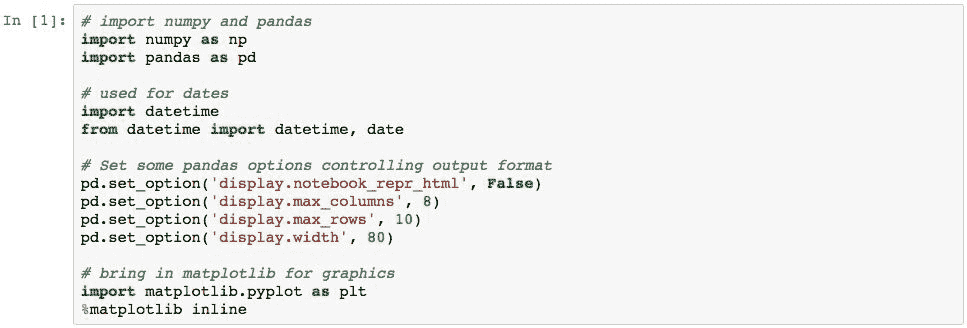 In [1]: # import numpy and pandas
import numpy as np
import pandas as pd
# used for dates
import datetime
from datetime import datetime, date
# Set some pandas options controlling output format
pd.set_option('display.notebook_repr_html', False)
pd.set_option('display.max_columns', 8)
pd.set_option('display.max_rows', 10)
pd.set_option('display.width', 80)
# bring in matplotlib for graphics
import matplotlib.pyplot as plt
%matplotlib inline